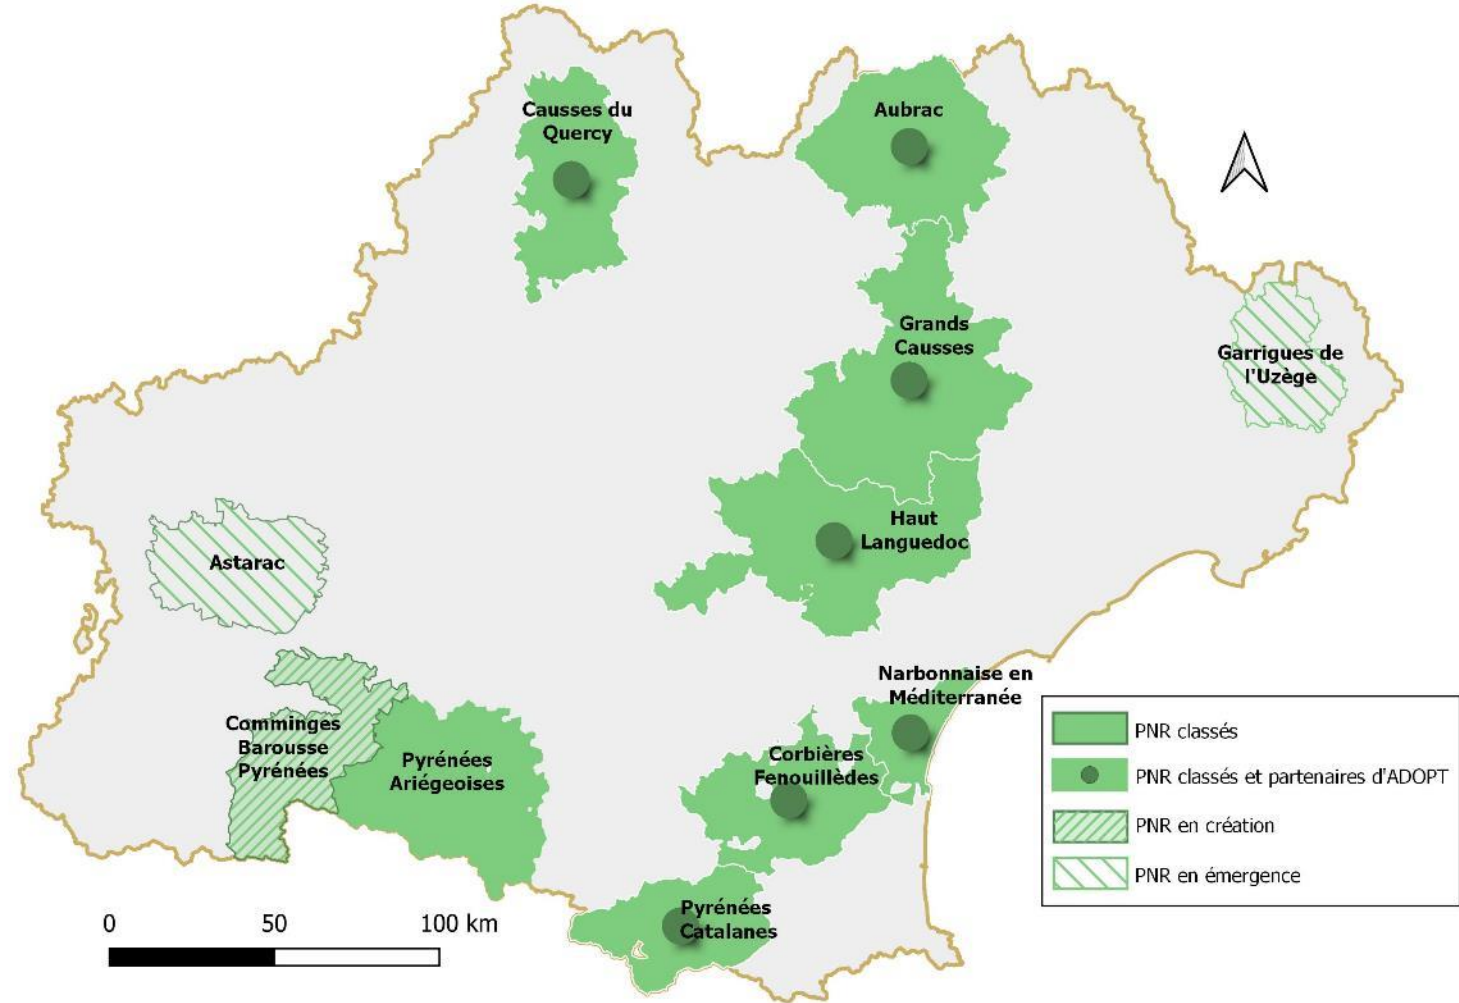 Causses du
Quercy
Aubrac
Grands
Causses
Garrigues de
l'Uzège
Haut
Languedoc
Astarac
Narbonnaise en
Méditerranée
Comminges
Barousse
Pyrénées
Pyrénées
Ariégeoises
Corbières
Fenouillèdes
Pyrénées
Catalanes
PNR classés
PNR classés et partenaires d'ADOPT
PNR en création
PNR en émergence
0 50 100 km